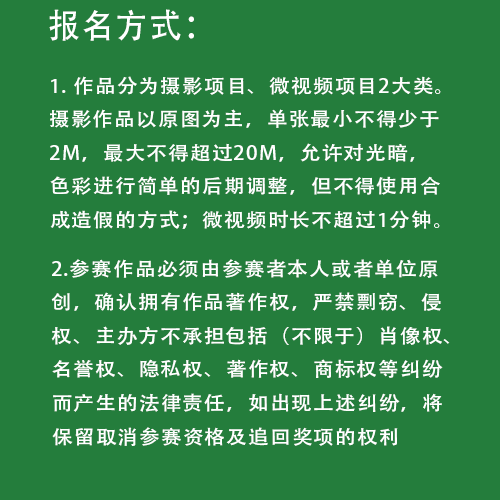 报名方式：
1. 作品分为摄影项目、微视频项目2大类。
摄影作品以原图为主，单张最小不得少于
2M，最大不得超过20M，允许对光暗，
色彩进行简单的后期调整，但不得使用合
成造假的方式；微视频时长不超过1分钟。
2.参赛作品必须由参赛者本人或者单位原
创，确认拥有作品著作权，严禁剽窃、侵
权、主办方不承担包括（不限于）肖像权、
名誉权、隐私权、著作权、商标权等纠纷
而产生的法律责任，如出现上述纠纷，将
保留取消参赛资格及追回奖项的权利